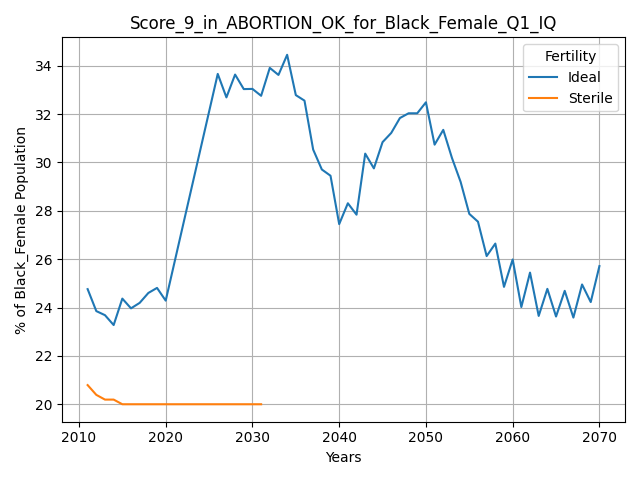 Score_9_in_ABORTION_OK_for_Black_Female_Q1_IQ
Fertility
Ideal
Sterile
% of Black_Female Population
34
32
30
28
26
24
22
20
2010 2020 2030 2040 2050 2060 2070
Years